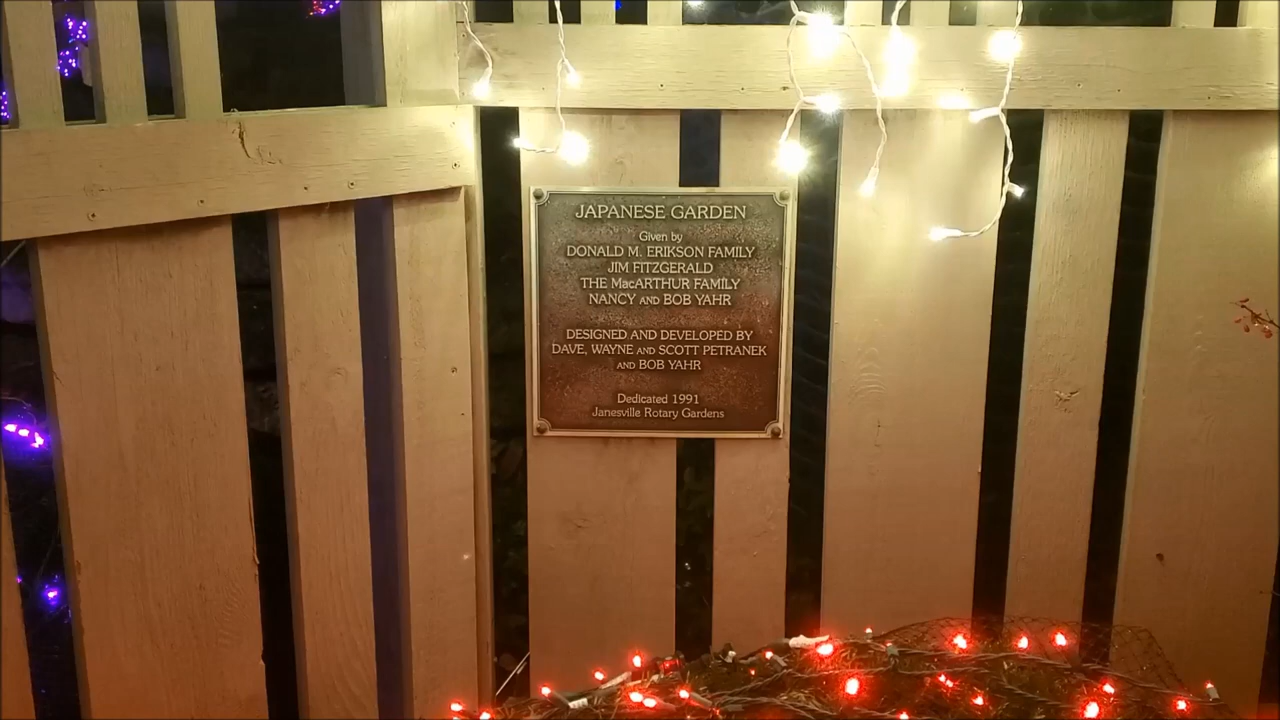 JAPANESE GARDEN
Given by
DONALD M. ERIKSON FAMILY
JIM FITZGERALD
THE MacARTHUR FAMILY
NANCY AND BOB YAHR
DESIGNED AND DEVELOPED BY
DAVE, WAYNE AND SCOTT PETRANEK
AND BOB YAHR
Dedicated 1991
Janesville Rotary Gardens